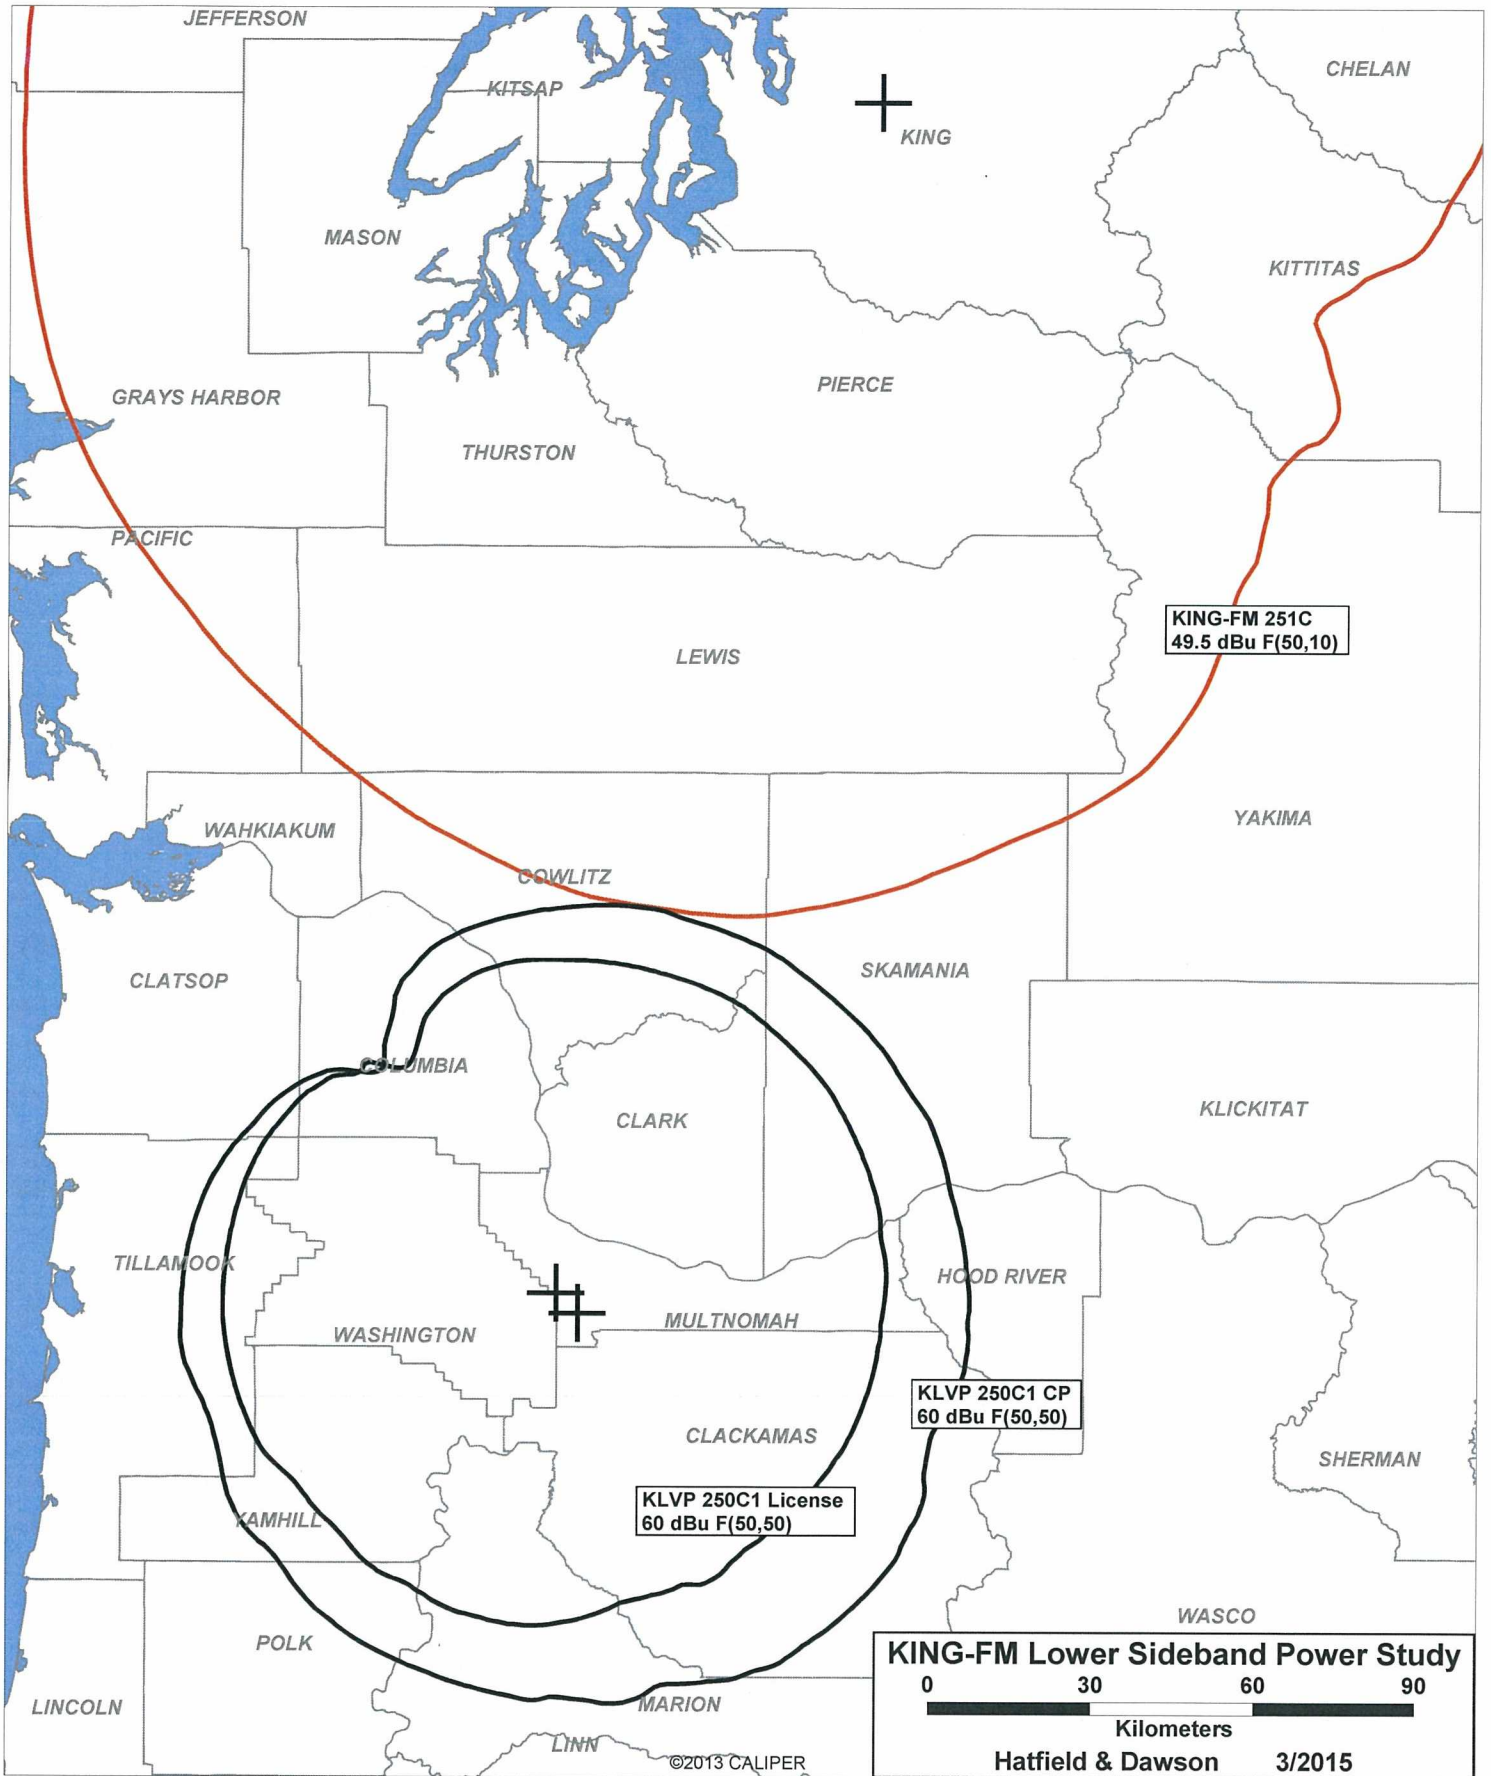 JEFFERSON
CHELAN
KITSAP
KING
MASON
KITTITAS
GRAYS HARBOR
PIERCE
THURSTON
PACIFIC
KING-FM 251C
49.5 dBu F(50,10)
LEWIS
YAKIMA
WAHKIAKUM
COWLITZ
CLATSOP
SKAMANIA
COLUMBIA
CLARK
KLICKITAT
TILLAMOOK
HOOD RIVER
MULTNOMAH
WASHINGTON
KLVP 250C1 CP
60 dBu F(50,50)
CLACKAMAS
SHERMAN
KLVP 250C1 License
60 dBu F(50,50)
YAMHILL
WASCO
POLK
KING-FM Lower Sideband Power Study
0 30 60 90
Kilometers
Hatfield & Dawson 3/2015
LINCOLN
MARION
LINN
©2013 CALIPER